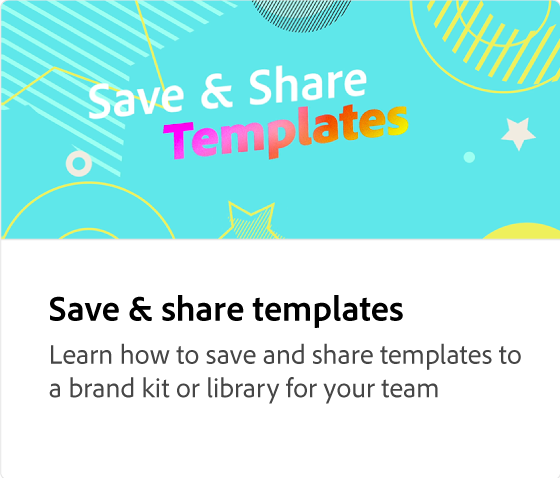 Save & Share
Templates
Save & share templates
Learn how to save and share templates to
a brand kit or library for your team